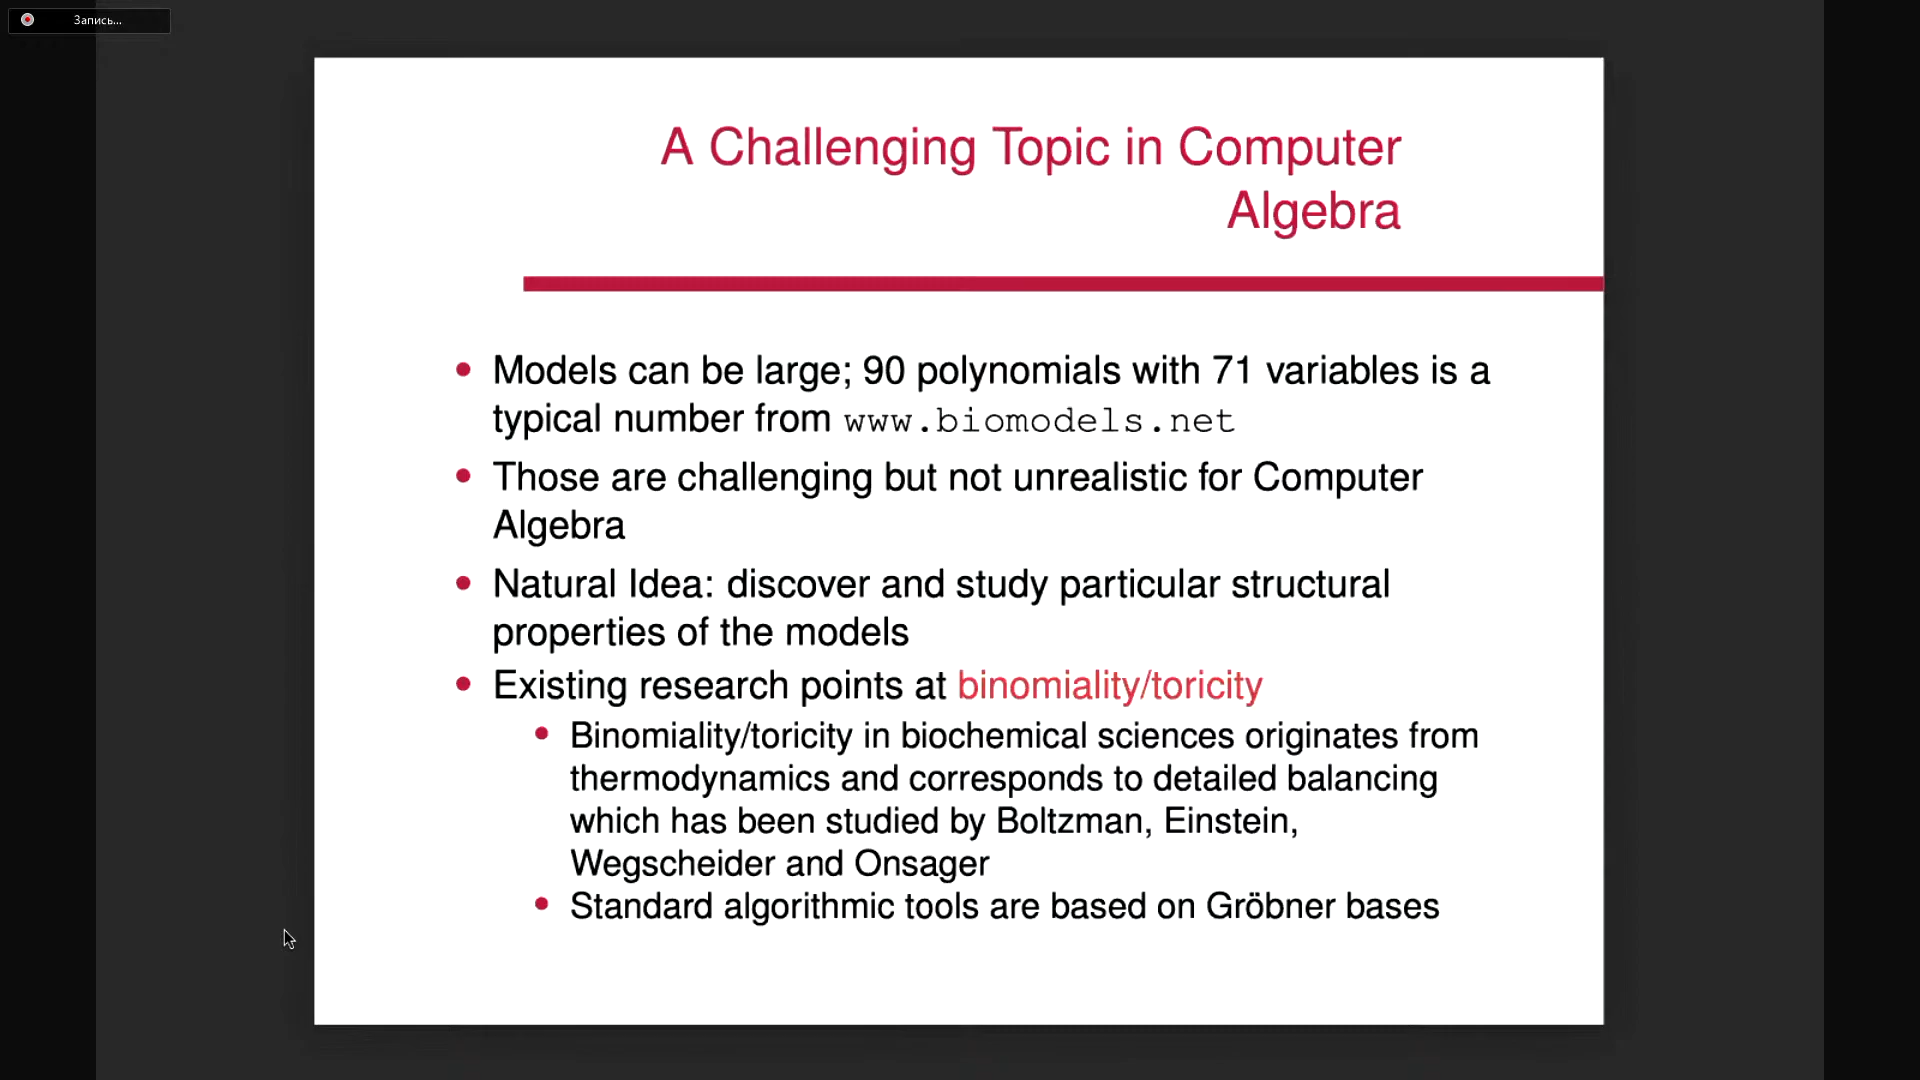 Запись...
A Challenging Topic in Computer
Algebra
• Models can be large; 90 polynomials with 71 variables is a
typical number from www.biomodels.net
• Those are challenging but not unrealistic for Computer
Algebra
• Natural Idea: discover and study particular structural
properties of the models
• Existing research points at binomiality/toricity
• Binomiality/toricity in biochemical sciences originates from
thermodynamics and corresponds to detailed balancing
which has been studied by Boltzman, Einstein,
Wegscheider and Onsager
• Standard algorithmic tools are based on Gröbner bases